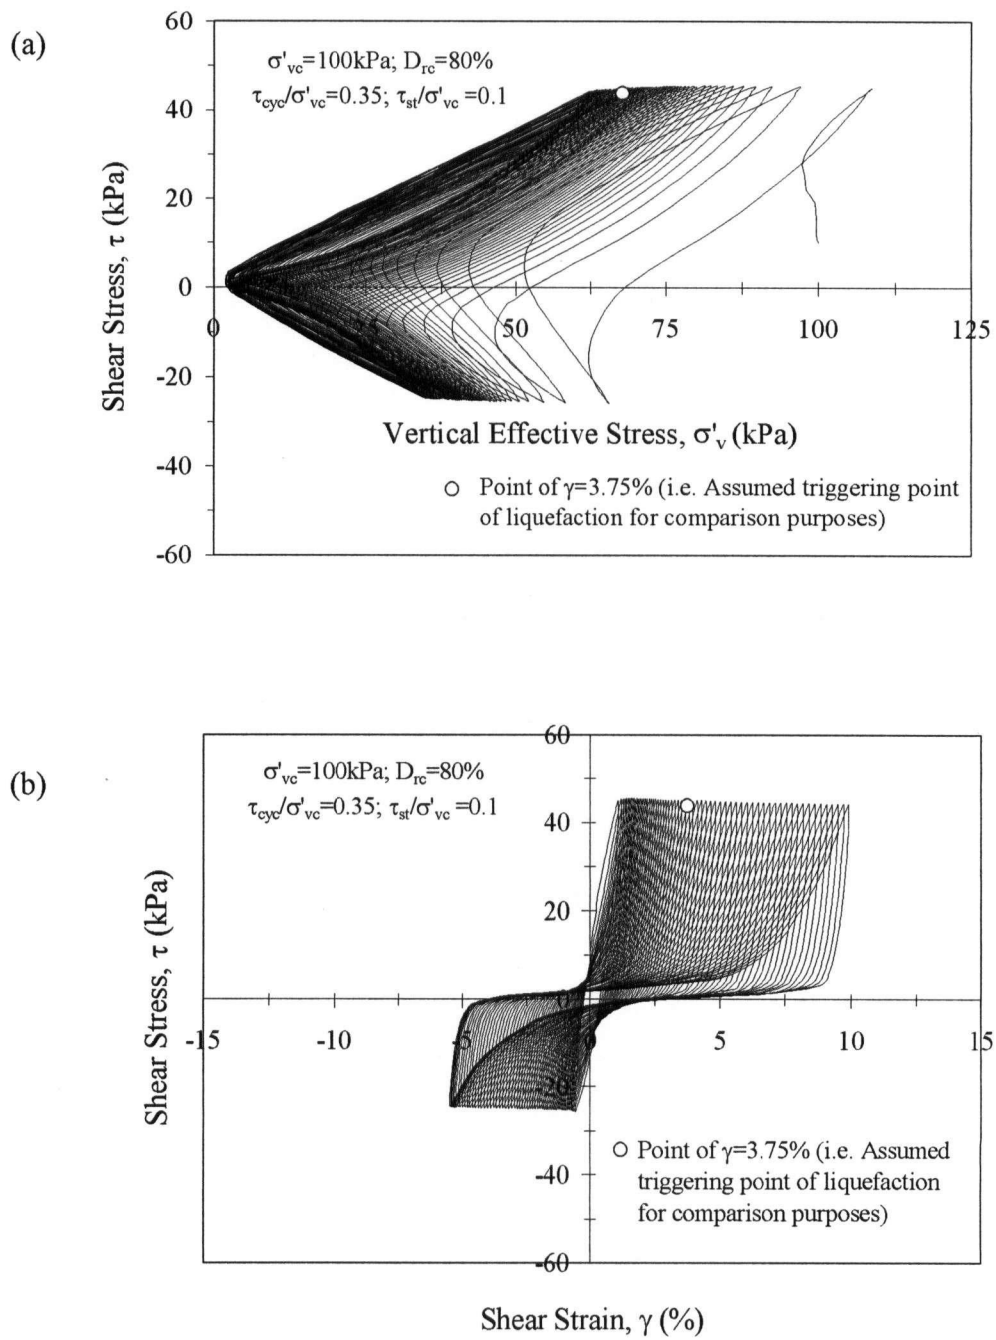 (a)
60
40
20
0
-20
-40
-60
Shear Stress, τ (kPa)
σ'vc=100kPa; Drc=80%
τcyc/σ'vc=0.35; τst/σ'vc =0.1
0
50
75
100
125
Vertical Effective Stress, σ'v (kPa)
Point of γ=3.75% (i.e. Assumed triggering point
of liquefaction for comparison purposes)
(b)
60
40
20
0
-20
-40
-60
Shear Stress, τ (kPa)
σ'vc=100kPa; Drc=80%
τcyc/σ'vc=0.35; τst/σ'vc =0.1
-15
-10
-5
0
5
10
15
Point of γ=3.75% (i.e. Assumed
triggering point of liquefaction
for comparison purposes)
Shear Strain, γ (%)